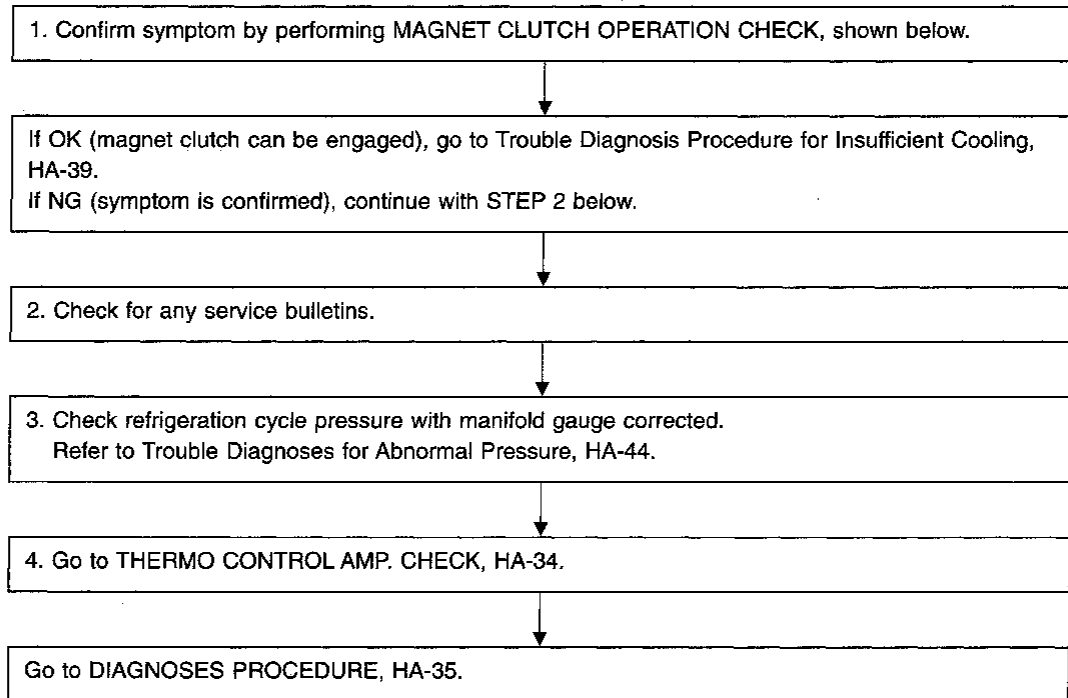 1. Confirm symptom by performing MAGNET CLUTCH OPERATION CHECK, shown below.
If OK (magnet clutch can be engaged), go to Trouble Diagnosis Procedure for Insufficient Cooling,
HA-39.
If NG (symptom is confirmed), continue with STEP 2 below.
2. Check for any service bulletins.
3. Check refrigeration cycle pressure with manifold gauge corrected.
Refer to Trouble Diagnoses for Abnormal Pressure, HA-44.
4. Go to THERMO CONTROL AMP. CHECK, HA-34.
Go to DIAGNOSES PROCEDURE, HA-35.